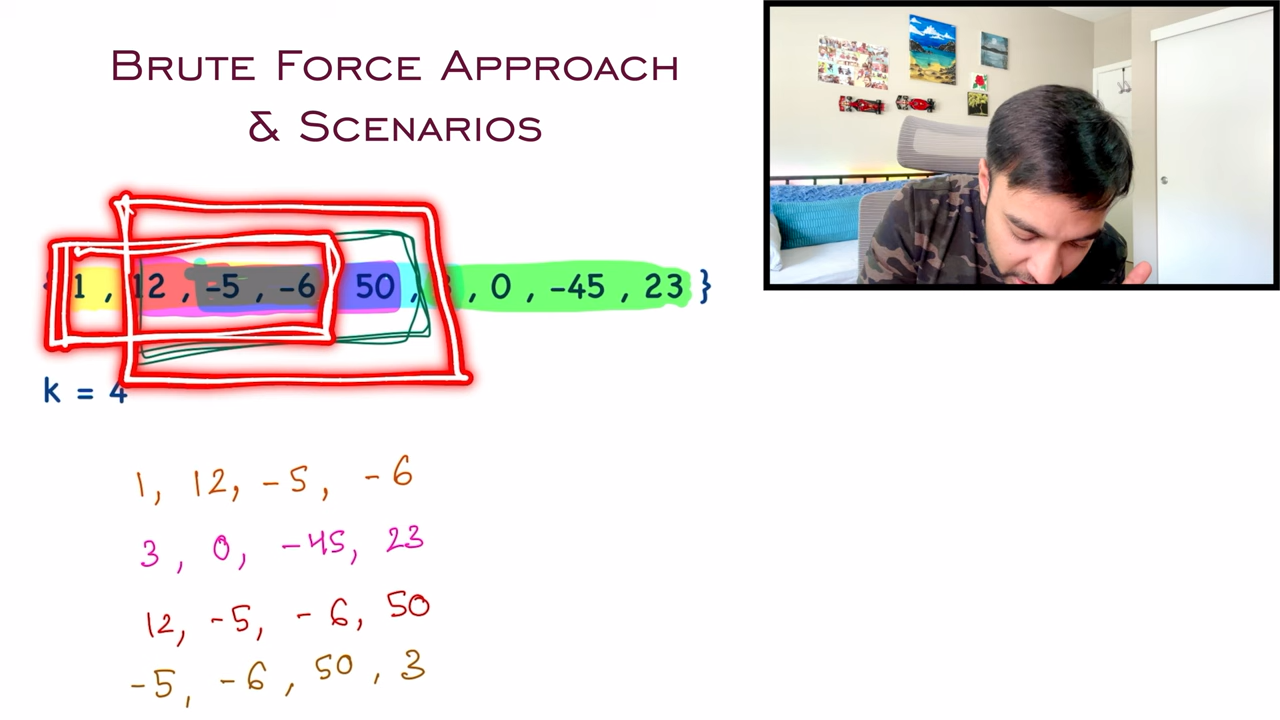 BRUTE FORCE APPROACH
& SCENARIOS
{ 1 , 12 , -5 , -6 50 , , 0 , -45 , 23 }
k = 4
1, 12, -5, -6
3, 0, -45, 23
12, -5, -6, 50
-5, -6, 50, 3